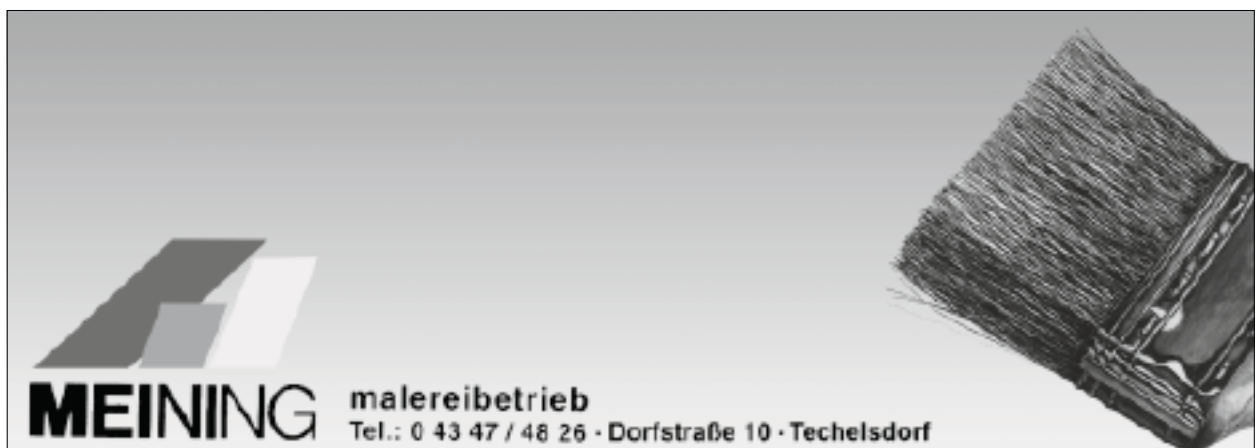 MEINING
malereibetrieb
Tel.: 0 43 47 / 48 26 · Dorfstraße 10 · Techelsdorf